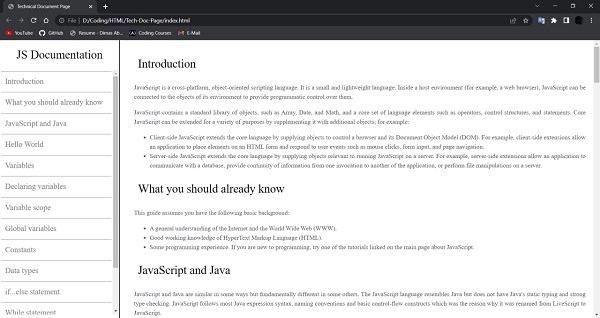 Technical Document Page
File | D:/Coding/HTML/Tech-Doc-Page/index.html
YouTube GitHub Resume - Dimas Ab... Coding Courses E-Mail
JS Documentation
Introduction
What you should already know
JavaScript and Java
Hello World
Variables
Declaring variables
Variable scope
Global variables
Constants
Data types
if...else statement
While statement
Introduction
JavaScript is a cross-platform, object-oriented scripting language. It is a small and lightweight language. Inside a host environment (for example, a web browser), JavaScript can be
connected to the objects of its environment to provide programmatic control over them.
JavaScript contains a standard library of objects, such as Array, Date, and Math, and a core set of language elements such as operators, control structures, and statements. Core
JavaScript can be extended for a variety of purposes by supplementing it with additional objects; for example:
• Client-side JavaScript extends the core language by supplying objects to control a browser and its Document Object Model (DOM). For example, client-side extensions allow
an application to place elements on an HTML form and respond to user events such as mouse clicks, form input, and page navigation.
• Server-side JavaScript extends the core language by supplying objects relevant to running JavaScript on a server. For example, server-side extensions allow an application to
communicate with a database, provide continuity of information from one invocation to another of the application, or perform file manipulations on a server.
What you should already know
This guide assumes you have the following basic background:
• A general understanding of the Internet and the World Wide Web (WWW).
• Good working knowledge of HyperText Markup Language (HTML).
• Some programming experience. If you are new to programming, try one of the tutorials linked on the main page about JavaScript.
JavaScript and Java
JavaScript and Java are similar in some ways but fundamentally different in some others. The JavaScript language resembles Java but does not have Java's static typing and strong
type checking. JavaScript follows most Java expression syntax, naming conventions and basic control-flow constructs which was the reason why it was renamed from LiveScript to
JavaScript.